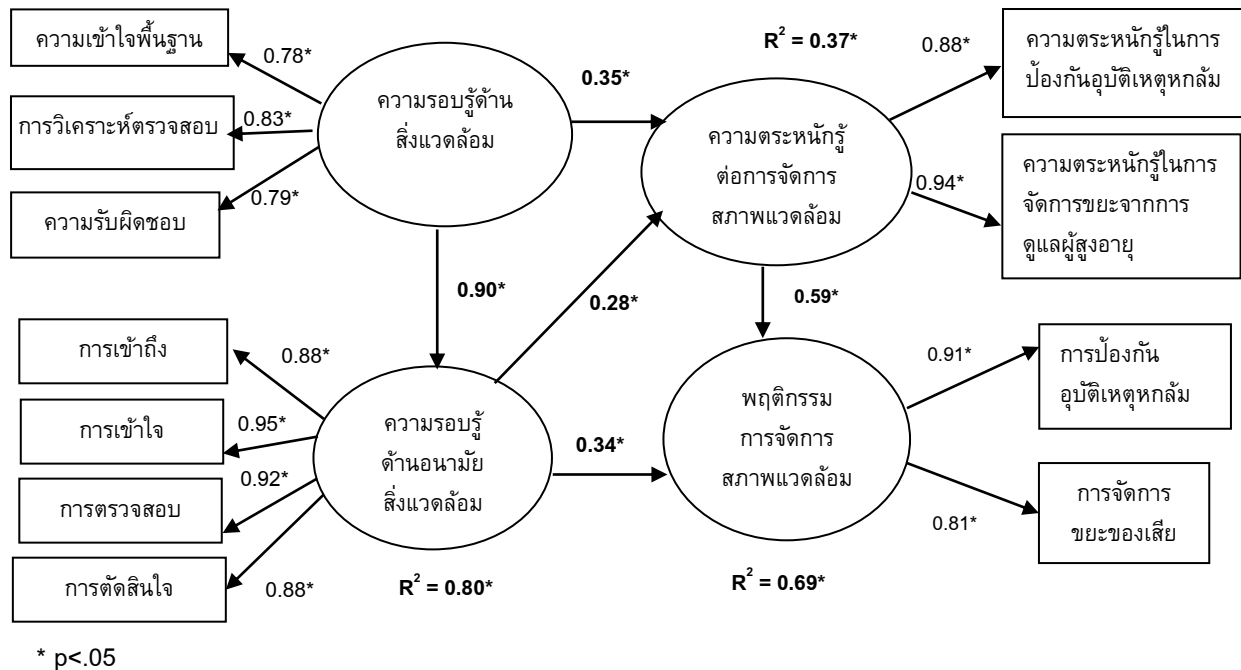 ความเข้าใจพื้นฐาน
0.78*
การวิเคราะห์ตรวจสอบ
0.83*
ความรับผิดชอบ
0.79*
ความรอบรู้ด้าน
สิ่งแวดล้อม
0.35*
R² = 0.37*
ความตระหนักรู้
ต่อการจัดการ
สภาพแวดล้อม
0.88*
ความตระหนักรู้ในการ
ป้องกันอุบัติเหตุหกล้ม
0.94*
ความตระหนักรู้ในการ
จัดการขยะจากการ
ดูแลผู้สูงอายุ
0.90*
0.28*
0.59*
การเข้าถึง
0.88*
การเข้าใจ
0.95*
การตรวจสอบ
0.92*
การตัดสินใจ
0.88*
ความรอบรู้
ด้านอนามัย
สิ่งแวดล้อม
R² = 0.80*
0.34*
พฤติกรรม
การจัดการ
สภาพแวดล้อม
R² = 0.69*
0.91*
การป้องกัน
อุบัติเหตุหกล้ม
0.81*
การจัดการ
ขยะของเสีย
* p<.05